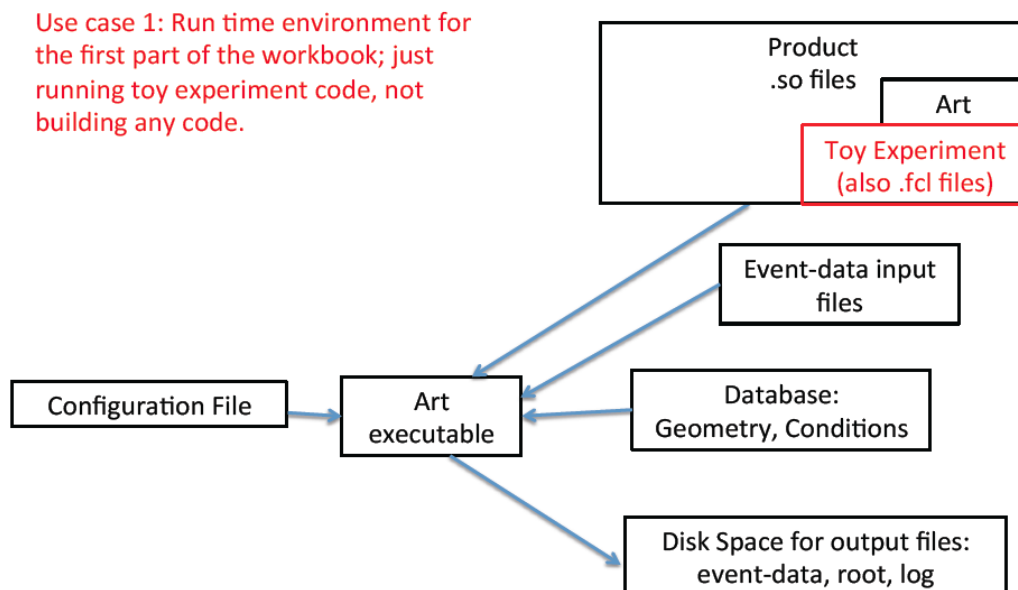 Use case 1: Run time environment for
the first part of the workbook; just
running toy experiment code, not
building any code.
Product
.so files
Art
Toy Experiment
(also .fcl files)
Event-data input
files
Configuration File
Art
executable
Database:
Geometry, Conditions
Disk Space for output files:
event-data, root, log